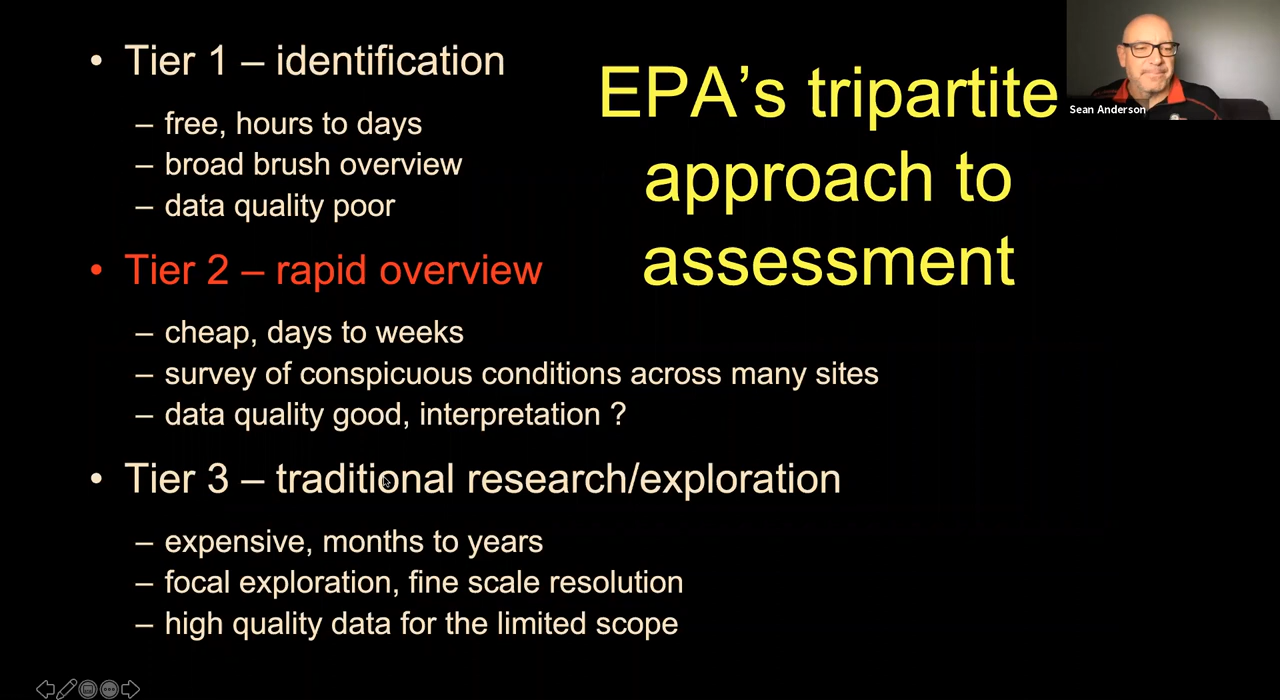 • Tier 1 – identification
– free, hours to days
– broad brush overview
– data quality poor
• Tier 2 – rapid overview
– cheap, days to weeks
– survey of conspicuous conditions across many sites
– data quality good, interpretation ?
• Tier 3 – traditional research/exploration
– expensive, months to years
– focal exploration, fine scale resolution
– high quality data for the limited scope
EPA’s tripartite
approach to
assessment
Sean Anderson